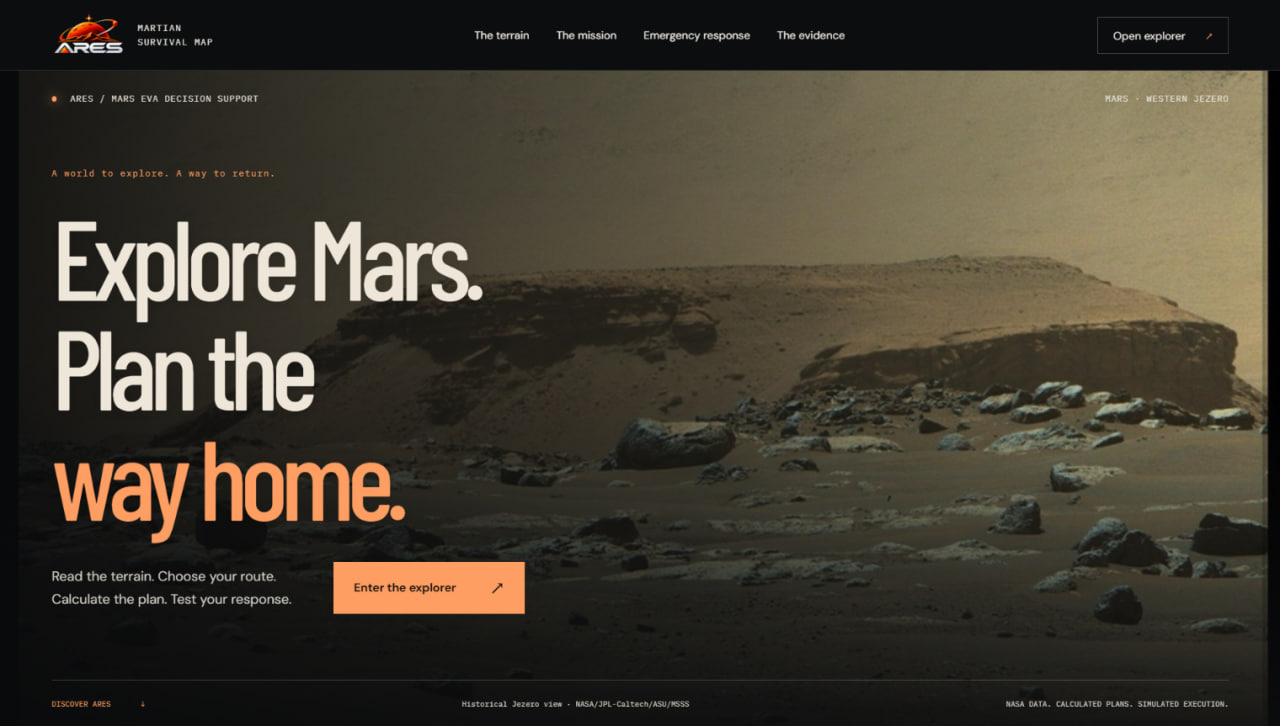 ARES
MARTIAN
SURVIVAL MAP
The terrain
The mission
Emergency response
The evidence
Open explorer ↗
ARES / MARS EVA DECISION SUPPORT
MARS · WESTERN JEZERO
A world to explore. A way to return.
Explore Mars.
Plan the
way home.
Read the terrain. Choose your route.
Calculate the plan. Test your response.
Enter the explorer ↗
DISCOVER ARES ↓
Historical Jezero view · NASA/JPL-Caltech/ASU/MSSS
NASA DATA. CALCULATED PLANS. SIMULATED EXECUTION.